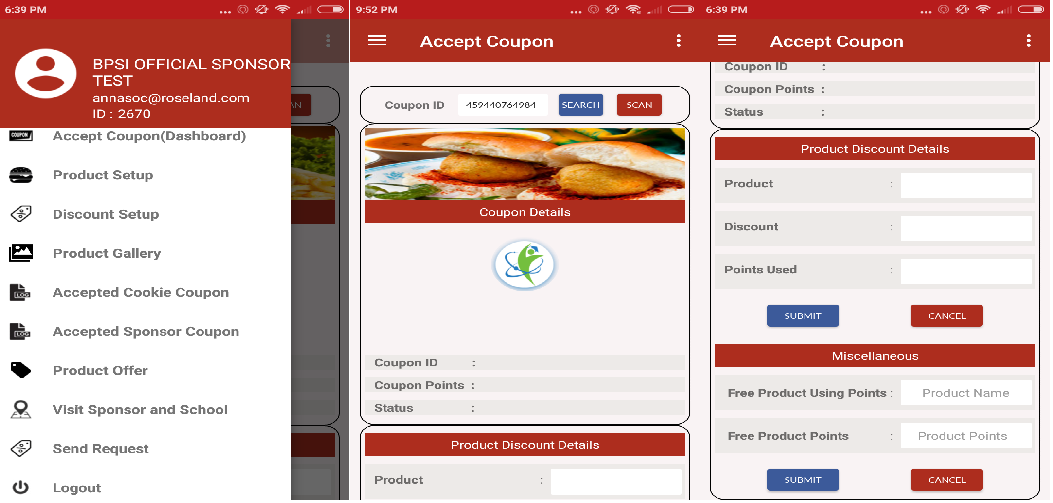 6:39 PM
BPSI OFFICIAL SPONSOR
TEST
annasoc@roseland.com
ID : 2670
COUPON
Accept Coupon(Dashboard)
Product Setup
Discount Setup
Product Gallery
LOG
Accepted Cookie Coupon
LOG
Accepted Sponsor Coupon
Product Offer
Visit Sponsor and School
Send Request
Logout
AN
9:52 PM
Accept Coupon
Coupon ID
459440764984
SEARCH
SCAN
Coupon Details
Coupon ID :
Coupon Points :
Status :
Product Discount Details
Product :
6:39 PM
Accept Coupon
Coupon ID :
Coupon Points :
Status :
Product Discount Details
Product :
Discount :
Points Used :
SUBMIT
CANCEL
Miscellaneous
Free Product Using Points : Product Name
Free Product Points : Product Points
SUBMIT
CANCEL